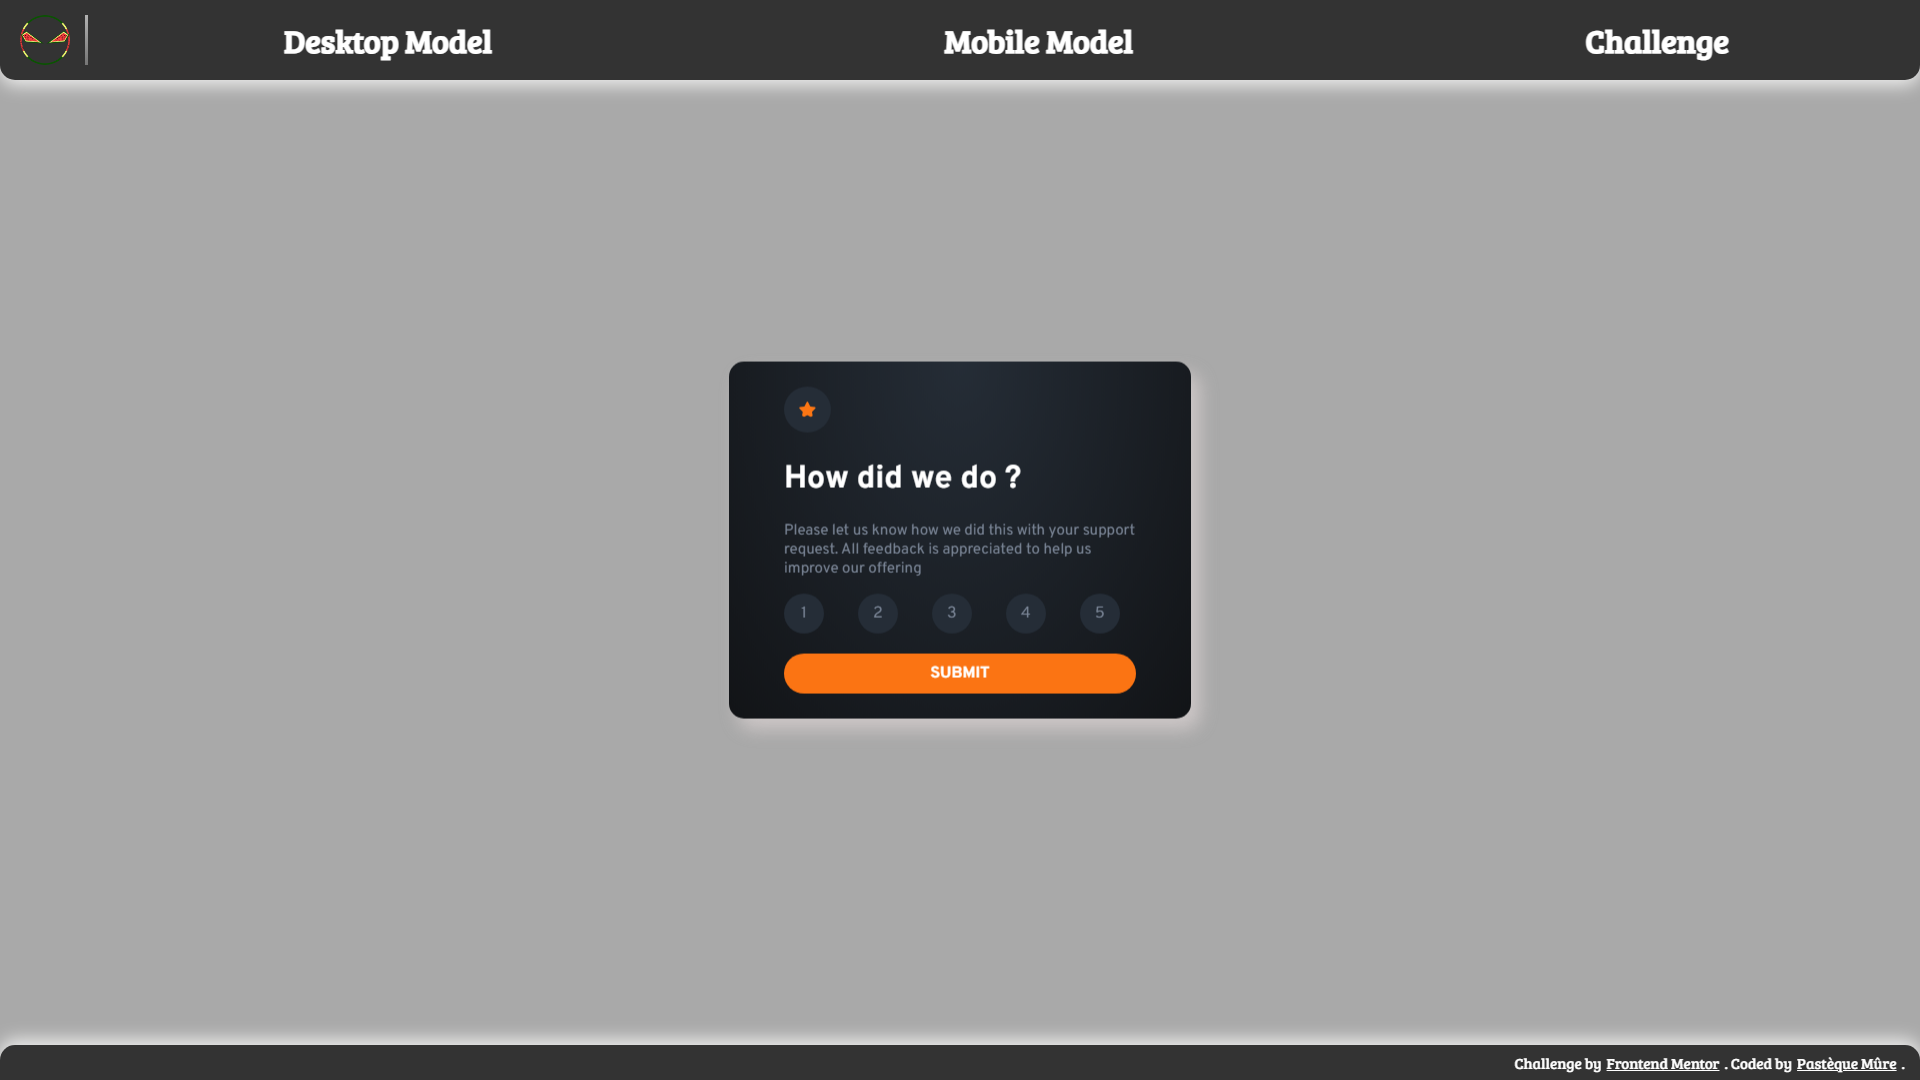 Desktop Model
Mobile Model
Challenge
How did we do ?
Please let us know how we did this with your support
request. All feedback is appreciated to help us
improve our offering
1
2
3
4
5
SUBMIT
Challenge by Frontend Mentor . Coded by Pastèque Mûre .